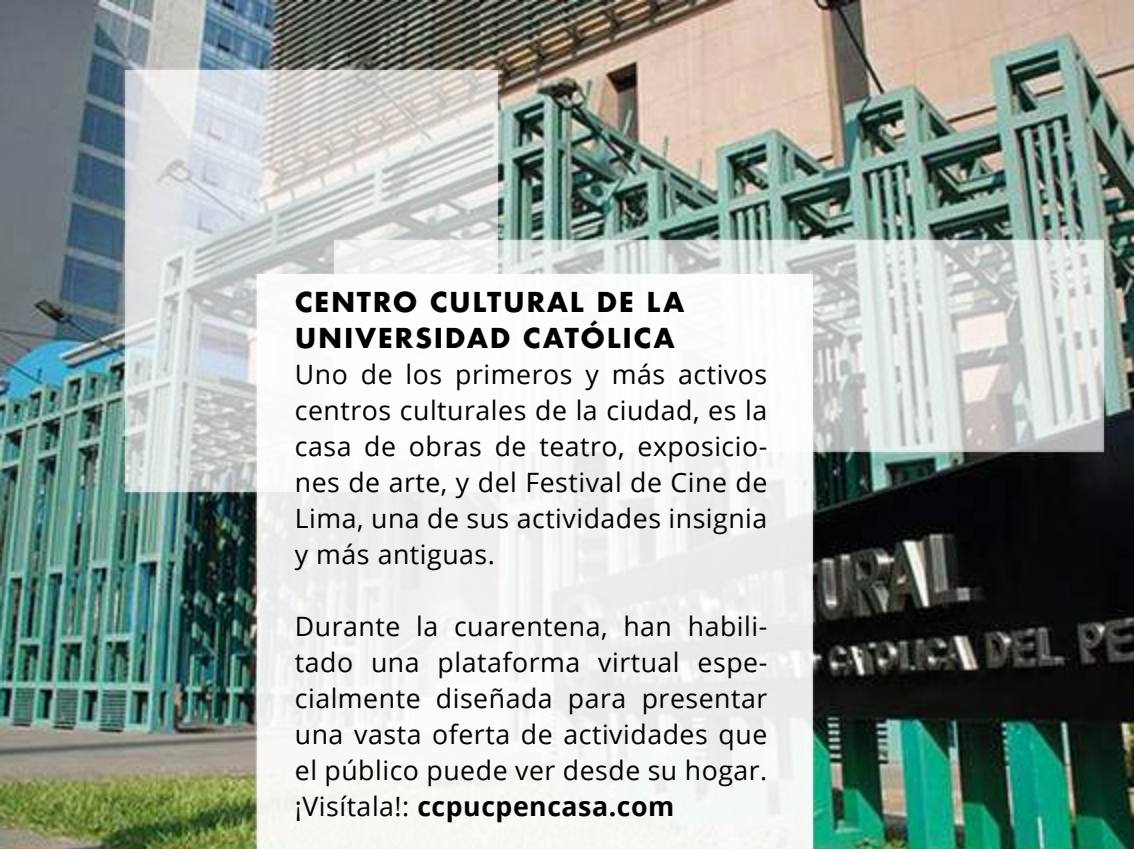 CENTRO CULTURAL DE LA
UNIVERSIDAD CATÓLICA
Uno de los primeros y más activos
centros culturales de la ciudad, es la
casa de obras de teatro, exposicio-
nes de arte, y del Festival de Cine de
Lima, una de sus actividades insignia
y más antiguas.
Durante la cuarentena, han habili-
tado una plataforma virtual espe-
cialmente diseñada para presentar
una vasta oferta de actividades que
el público puede ver desde su hogar.
¡Visítala!: ccpucpencasa.com
URAL
CATOLICA DEL PE